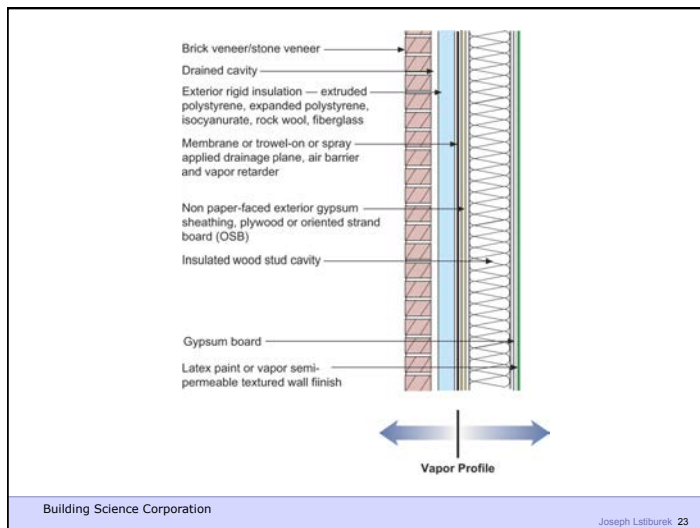 Brick veneer/stone veneer
Drained cavity
Exterior rigid insulation — extruded
polystyrene, expanded polystyrene,
isocyanurate, rock wool, fiberglass
Membrane or trowel-on or spray
applied drainage plane, air barrier
and vapor retarder
Non paper-faced exterior gypsum
sheathing, plywood or oriented strand
board (OSB)
Insulated wood stud cavity
Gypsum board
Latex paint or vapor semi-
permeable textured wall fiinish
Vapor Profile
Building Science Corporation
Joseph Lstiburek 23